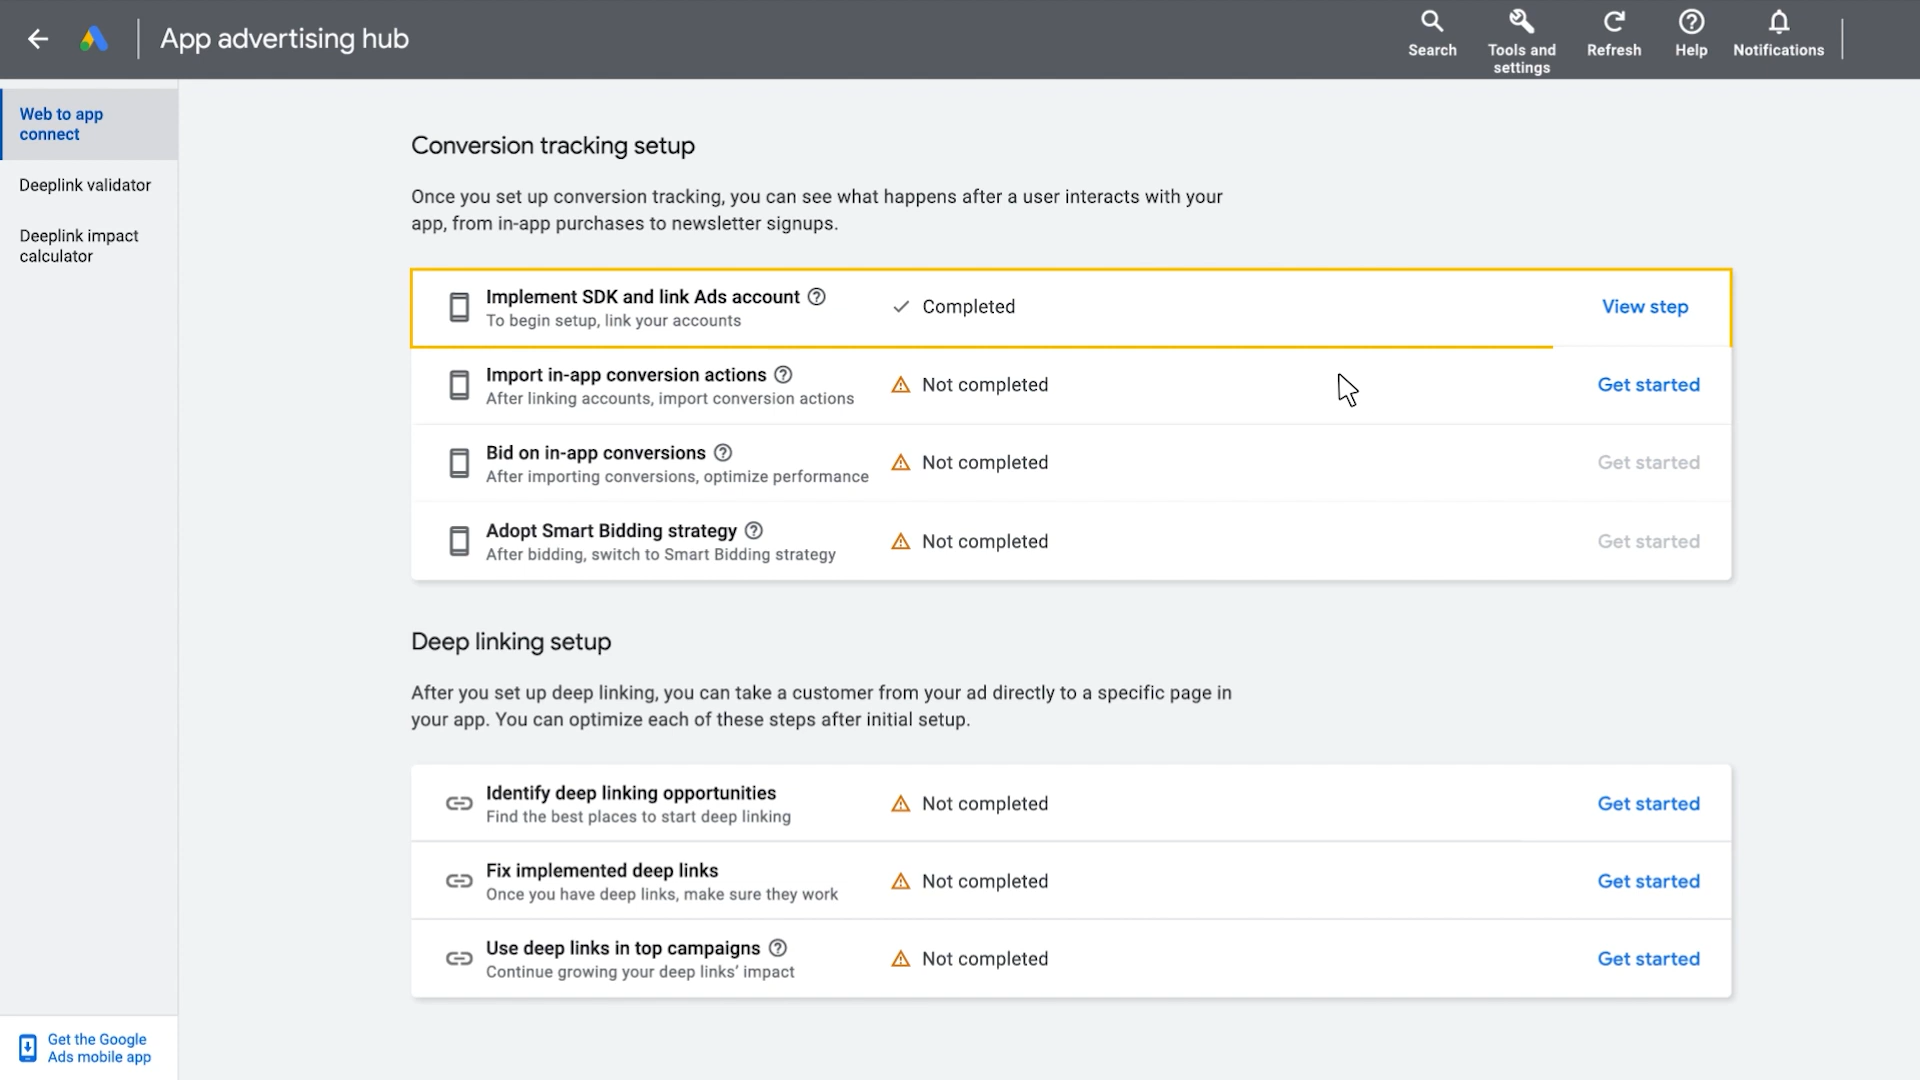 App advertising hub
Search
Tools and
settings
Refresh
Help
Notifications
Web to app
connect
Deeplink validator
Deeplink impact
calculator
Conversion tracking setup
Once you set up conversion tracking, you can see what happens after a user interacts with your
app, from in-app purchases to newsletter signups.
Implement SDK and link Ads account
To begin setup, link your accounts
Completed
View step
Import in-app conversion actions
After linking accounts, import conversion actions
Not completed
Get started
Bid on in-app conversions
After importing conversions, optimize performance
Not completed
Get started
Adopt Smart Bidding strategy
After bidding, switch to Smart Bidding strategy
Not completed
Get started
Deep linking setup
After you set up deep linking, you can take a customer from your ad directly to a specific page in
your app. You can optimize each of these steps after initial setup.
Identify deep linking opportunities
Find the best places to start deep linking
Not completed
Get started
Fix implemented deep links
Once you have deep links, make sure they work
Not completed
Get started
Use deep links in top campaigns
Continue growing your deep links’ impact
Not completed
Get started
Get the Google
Ads mobile app